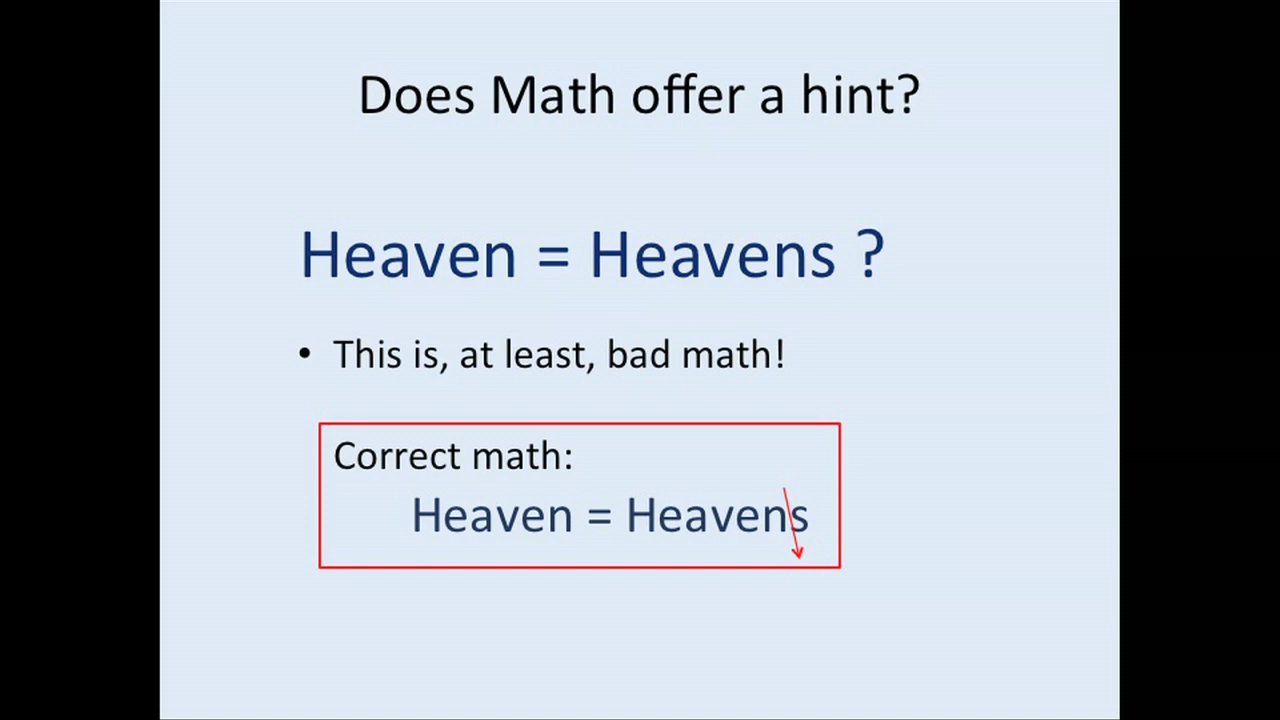 Does Math offer a hint?
Heaven = Heavens ?
• This is, at least, bad math!
Correct math:
Heaven = Heavens